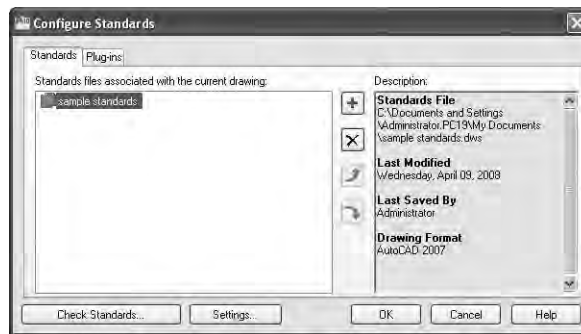 Configure Standards
Standards
Plug-ins
Standards files associated with the current drawing:
sample standards
Description:
Standards File
C:\Documents and Settings
\Administrator.PC19\My Documents
\sample standards.dws
Last Modified
Wednesday, April 09, 2008
Last Saved By
Administrator
Drawing Format
AutoCAD 2007
Check Standards...
Settings...
OK
Cancel
Help